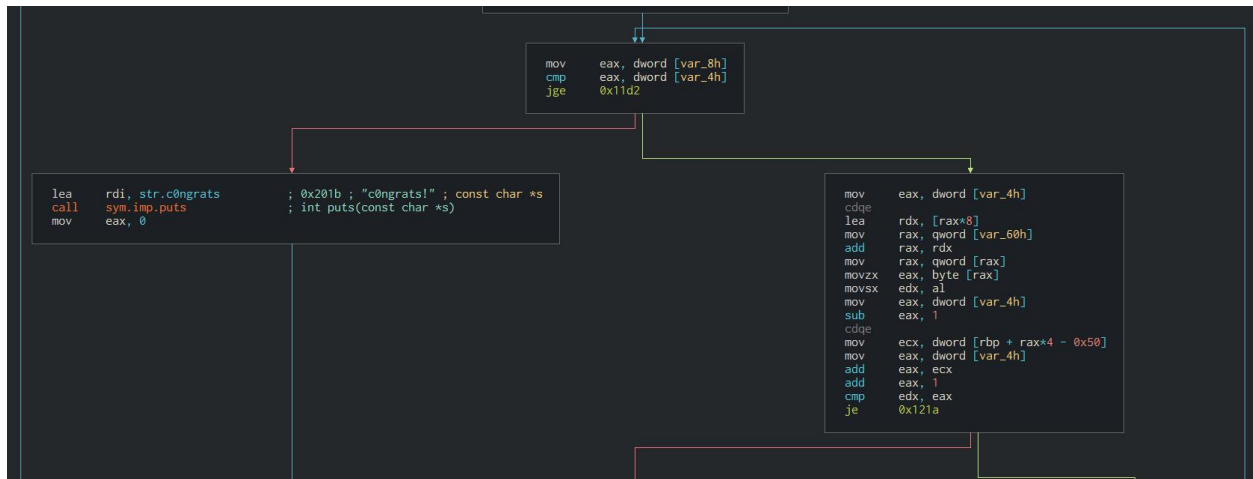 mov eax, dword [var_8h]
cmp eax, dword [var_4h]
jge 0x11d2
lea rdi, str.c0ngrats ; 0x201b ; "c0ngrats!" ; const char *s
call sym.imp.puts ; int puts(const char *s)
mov eax, 0
mov eax, dword [var_4h]
cdqe
lea rdx, [rax*8]
mov rax, qword [var_60h]
add rax, rdx
mov rax, qword [rax]
movzx eax, byte [rax]
movsx edx, al
mov eax, dword [var_4h]
sub eax, 1
cdqe
mov ecx, dword [rbp + rax*4 - 0x50]
mov eax, dword [var_4h]
add eax, ecx
add eax, 1
cmp edx, eax
je 0x121a